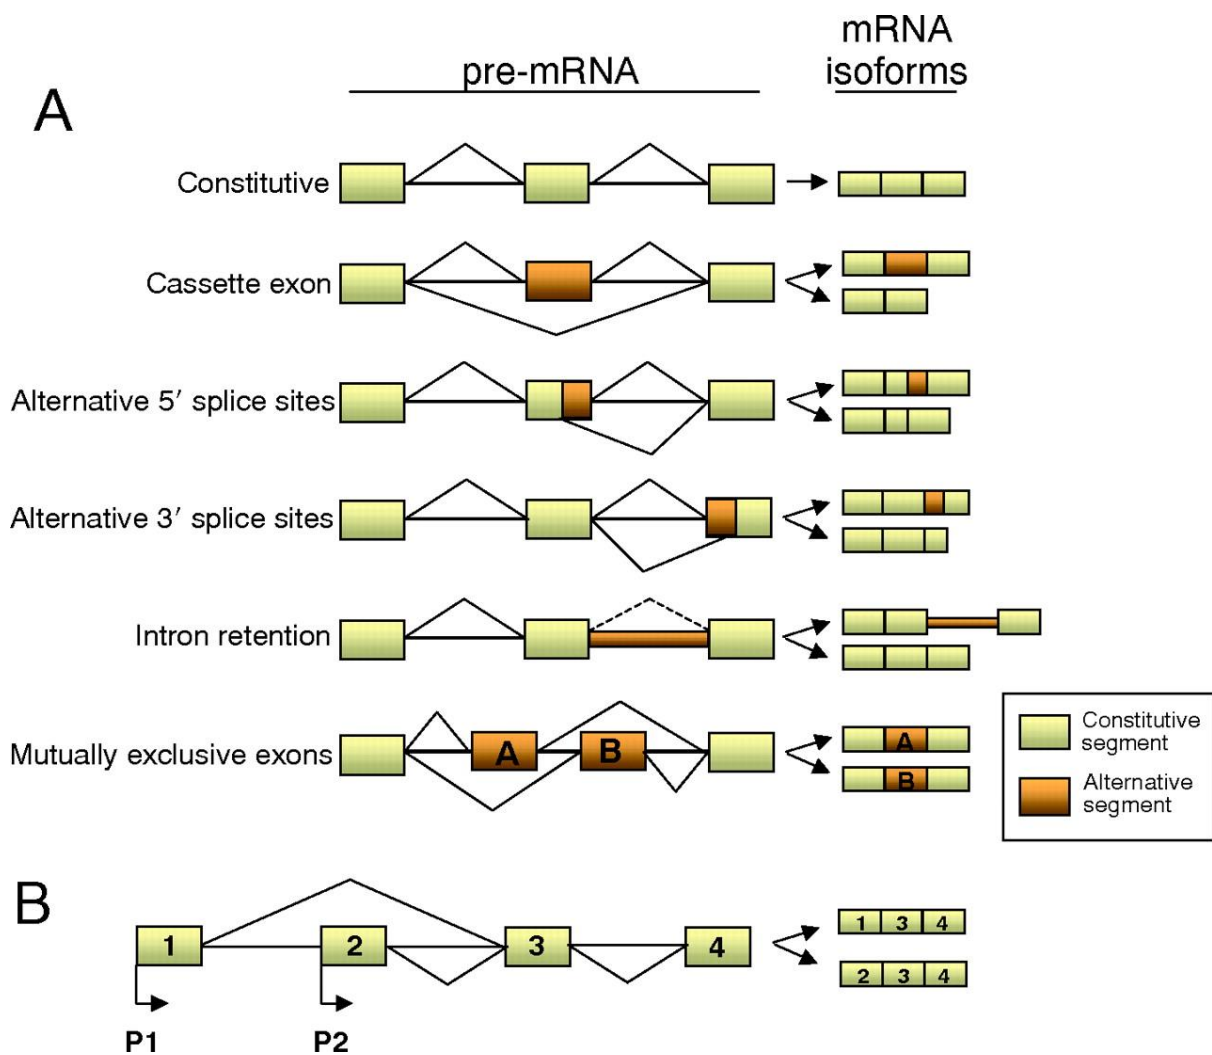 pre-mRNA
mRNA
isoforms
A
Constitutive
Cassette exon
Alternative 5′ splice sites
Alternative 3′ splice sites
Intron retention
Mutually exclusive exons
A
B
A
B
Constitutive
segment
Alternative
segment
B
1
2
3
4
1 3 4
2 3 4
P1
P2